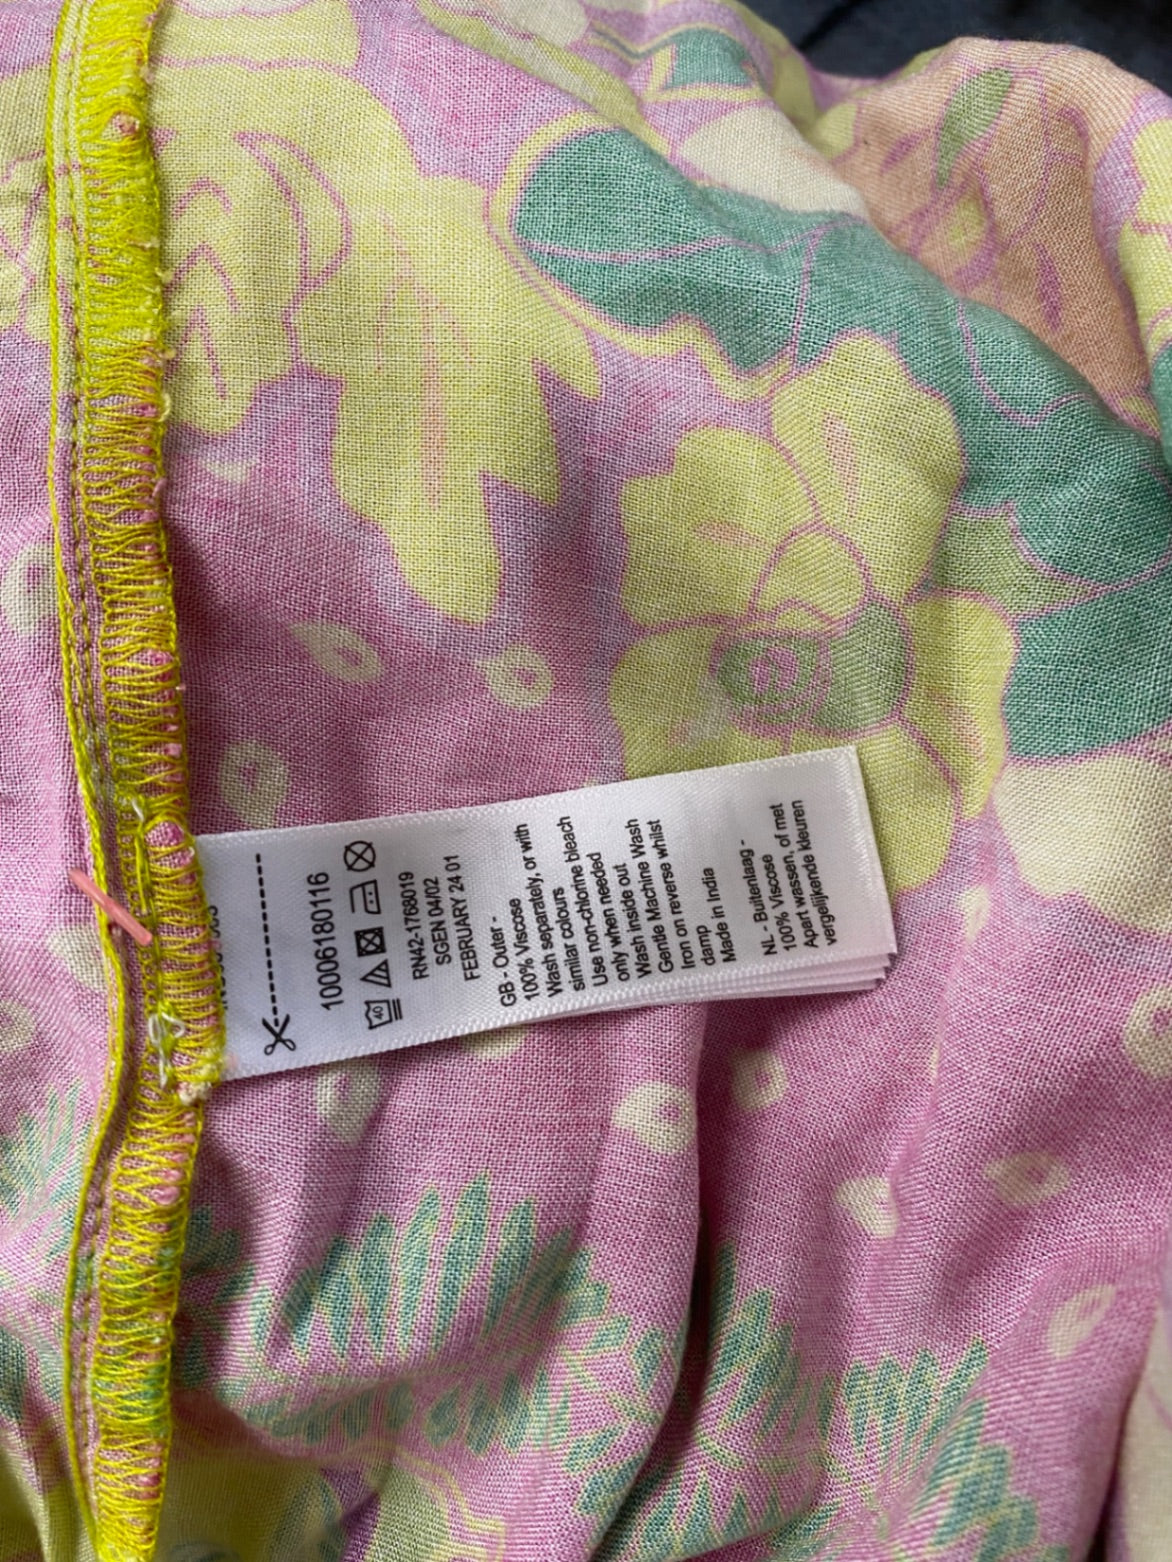 10006180116
40
RN42-1768019
SGEN 04/02
FEBRUARY 24 01
GB - Outer -
100% Viscose
Wash separately, or with
similar colours
Use non-chlorine bleach
only when needed
Wash inside out
Gentle Machine Wash
Iron on reverse whilst
damp
Made in India
NL - Buitenlaag -
100% Viscose
Apart wassen, of met
vergelijkende kleuren